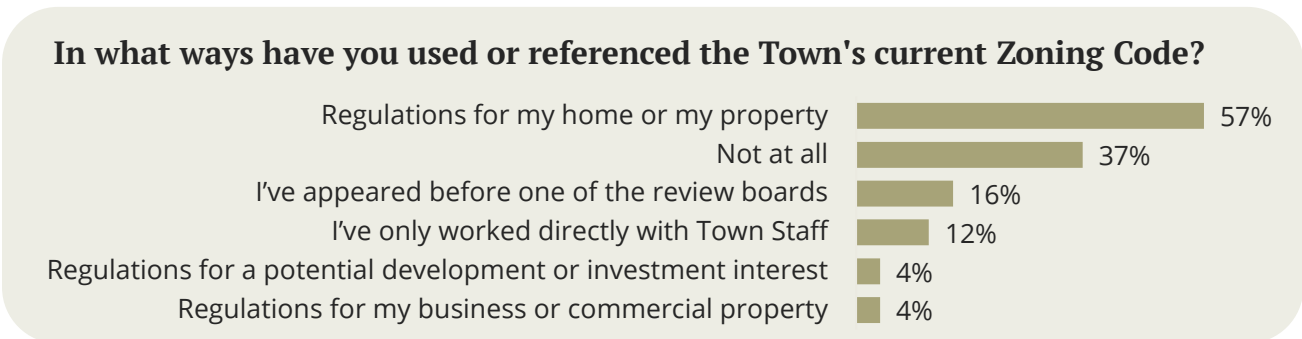 In what ways have you used or referenced the Town's current Zoning Code?
Regulations for my home or my property 57%
Not at all 37%
I’ve appeared before one of the review boards 16%
I’ve only worked directly with Town Staff 12%
Regulations for a potential development or investment interest 4%
Regulations for my business or commercial property 4%